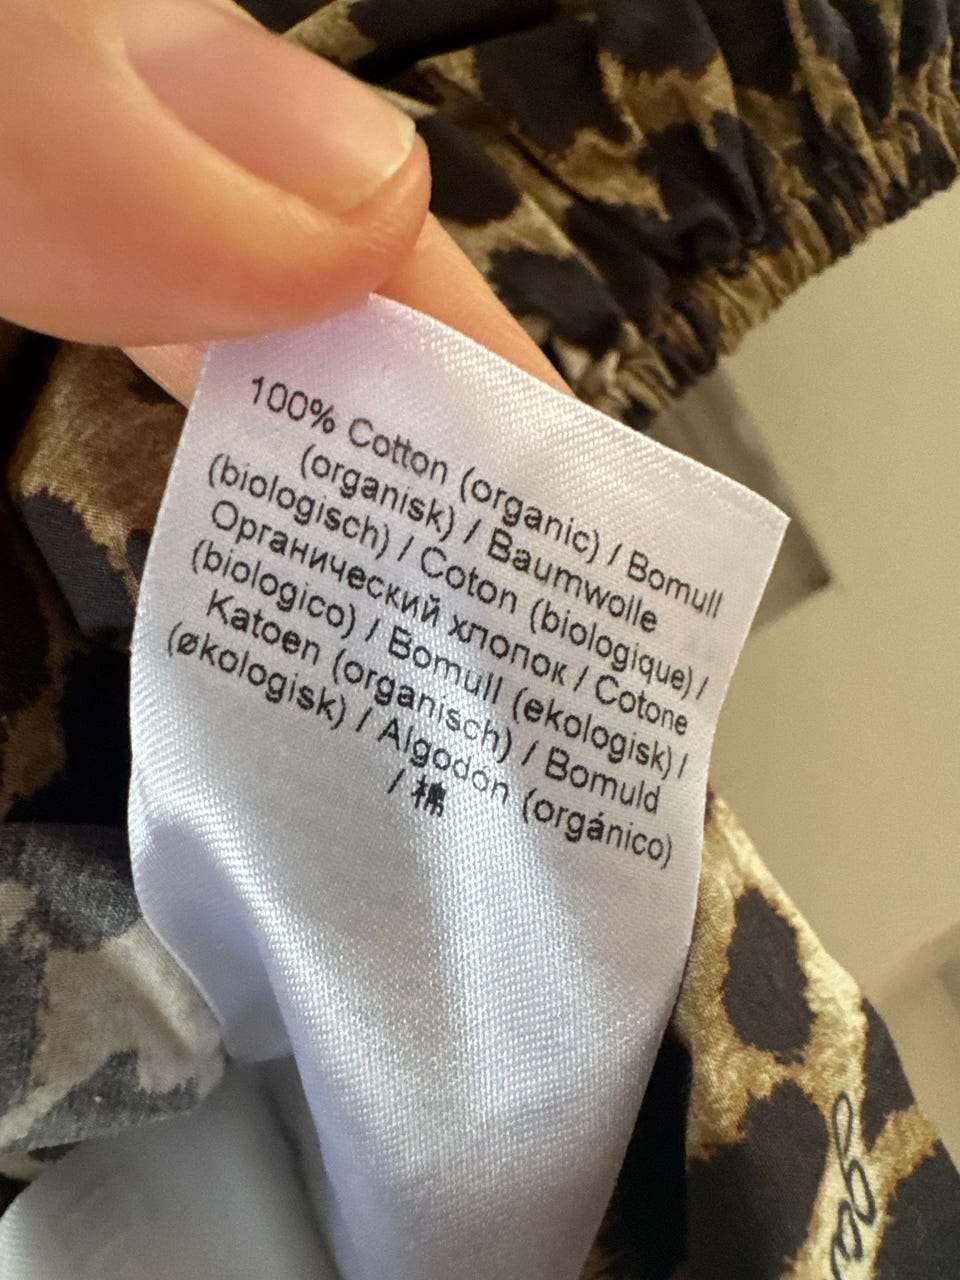 100% Cotton (organic) / Bomull
(organisk) / Baumwolle
(biologisch) / Coton (biologique) /
Органический хлопок / Cotone
(biologico) / Bomull (ekologisk) /
Katoen (organisch) / Bomuld
(økologisk) / Algodón (orgánico)
/ 棉
ga